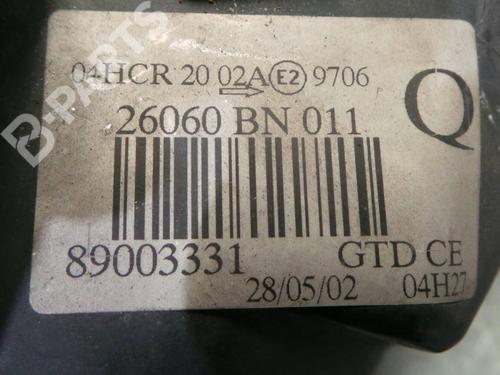 B-PARTS
04HCR 20 02A E2 9706
Q
26060 BN 011
89003331 GTD CE
28/05/02 04H27